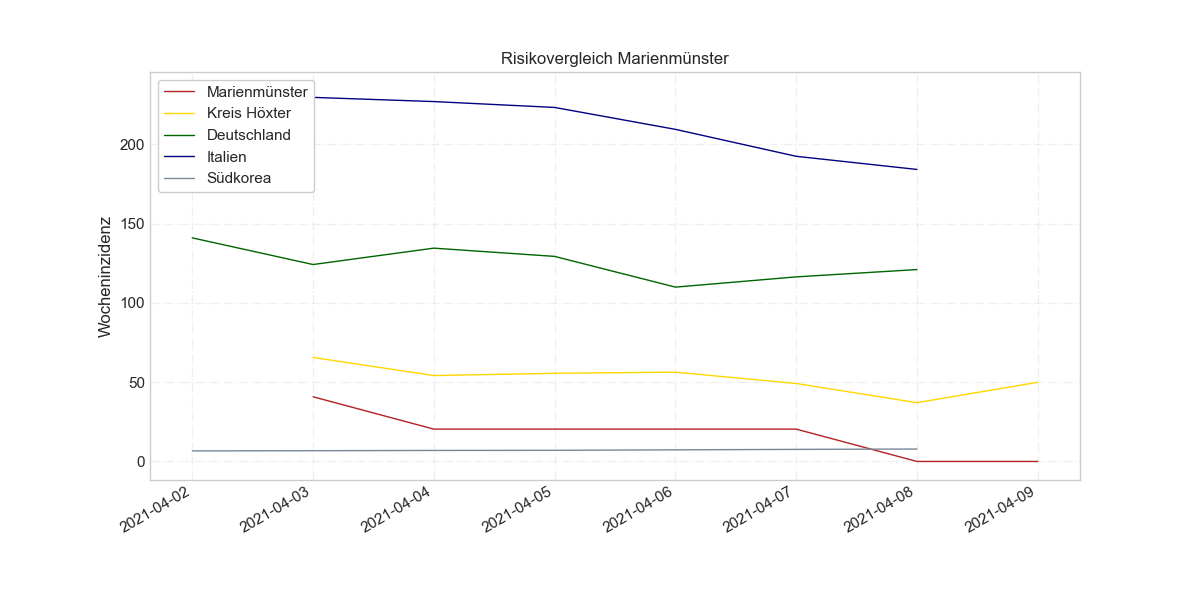 Risikovergleich Marienmünster
Marienmünster
Kreis Höxter
Deutschland
Italien
Südkorea
Wocheninzidenz
200
150
100
50
0
2021-04-02
2021-04-03
2021-04-04
2021-04-05
2021-04-06
2021-04-07
2021-04-08
2021-04-09